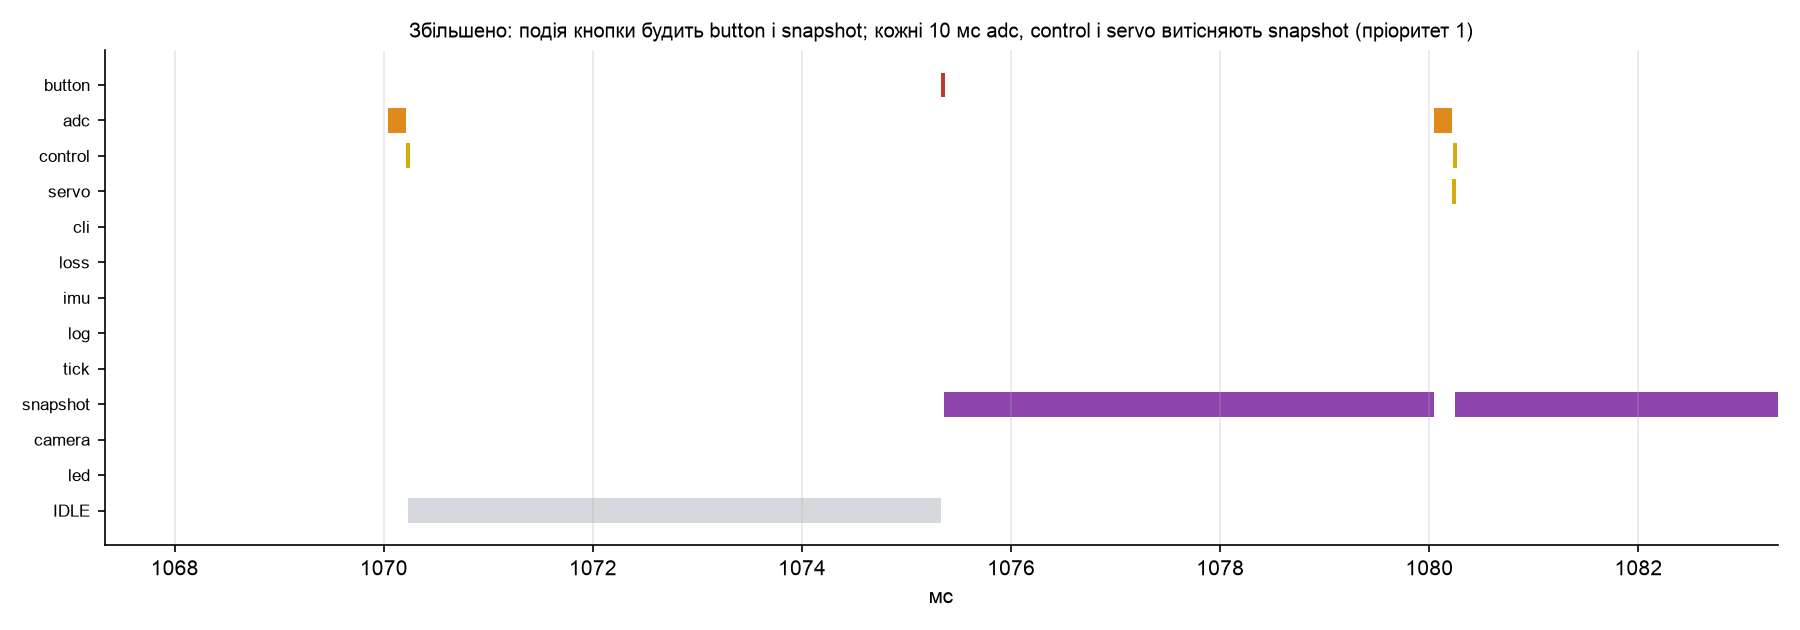 Збільшено: подія кнопки будить button і snapshot; кожні 10 мс adc, control і servo витісняють snapshot (пріоритет 1)
button
adc
control
servo
cli
loss
imu
log
tick
snapshot
camera
led
IDLE
1068 1070 1072 1074 1076 1078 1080 1082
мс